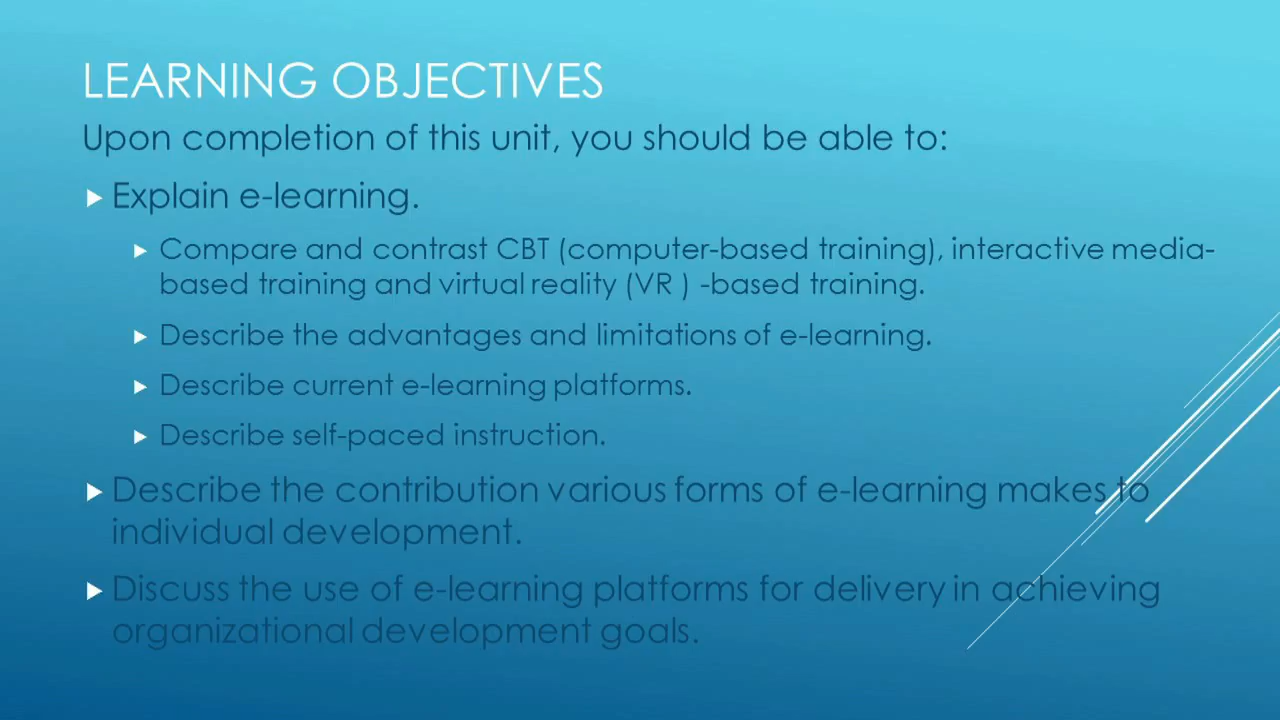 LEARNING OBJECTIVES
Upon completion of this unit, you should be able to:
Explain e-learning.
Compare and contrast CBT (computer-based training), interactive media-
based training and virtual reality (VR ) -based training.
Describe the advantages and limitations of e-learning.
Describe current e-learning platforms.
Describe self-paced instruction.
Describe the contribution various forms of e-learning makes to
individual development.
Discuss the use of e-learning platforms for delivery in achieving
organizational development goals.